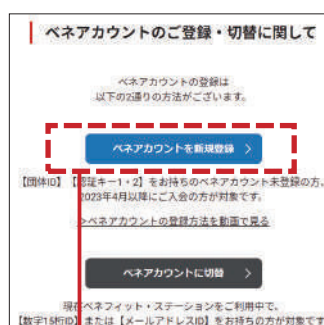 ベネアカウントのご登録・切替に関して
ベネアカウントの登録は
以下の2通りの方法がございます。
ベネアカウントを新規登録 >
【団体ID】【認証キー1・2】をお持ちのベネアカウント未登録の方、
2023年4月以降にご入会の方が対象です。
>ベネアカウントの登録方法を動画で見る
ベネアカウントに切替 >
現在ベネフィット・ステーションをご利用中で、
【数字15桁ID】または【メールアドレスID】をお持ちの方が対象です